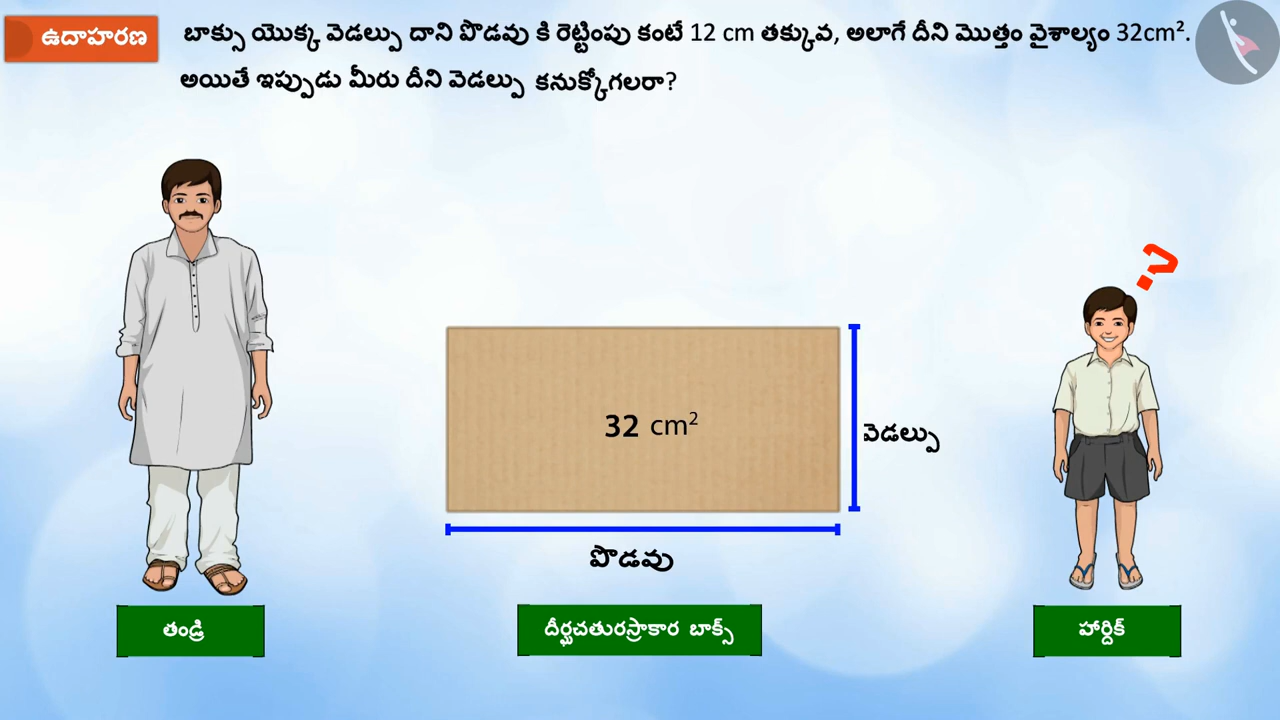 ఉదాహరణ
బాక్సు యొక్క వెడల్పు దాని పొడవు కి రెట్టింపు కంటే 12 cm తక్కువ, అలాగే దీని మొత్తం వైశాల్యం 32cm².
అయితే ఇప్పుడు మీరు దీని వెడల్పు కనుక్కోగలరా?
?
32 cm²
వెడల్పు
పొడవు
తండ్రి
దీర్ఘచతురస్రాకార బాక్స్
హార్దిక్